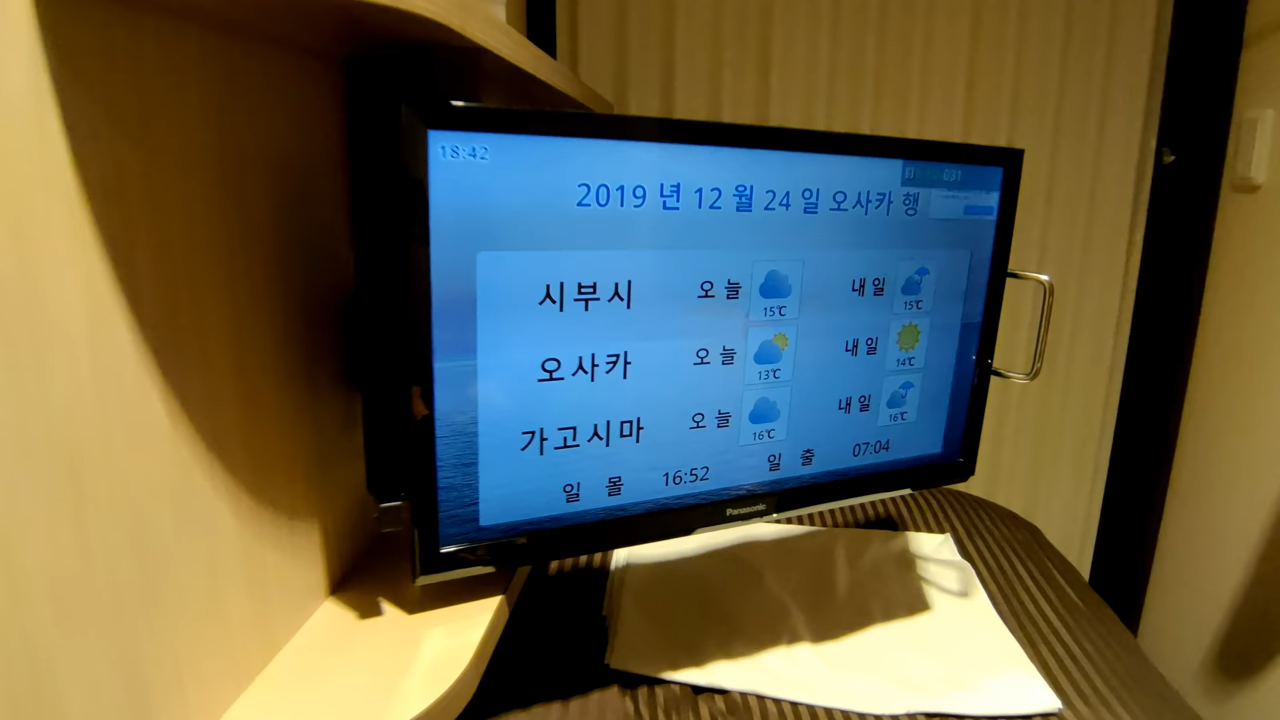 18:42
031
2019 년 12 월 24 일 오사카 행
시부시 오늘 15℃ 내일 15℃
오사카 오늘 13℃ 내일 14℃
가고시마 오늘 16℃ 내일 16℃
일 몰 16:52 일 출 07:04
Panasonic